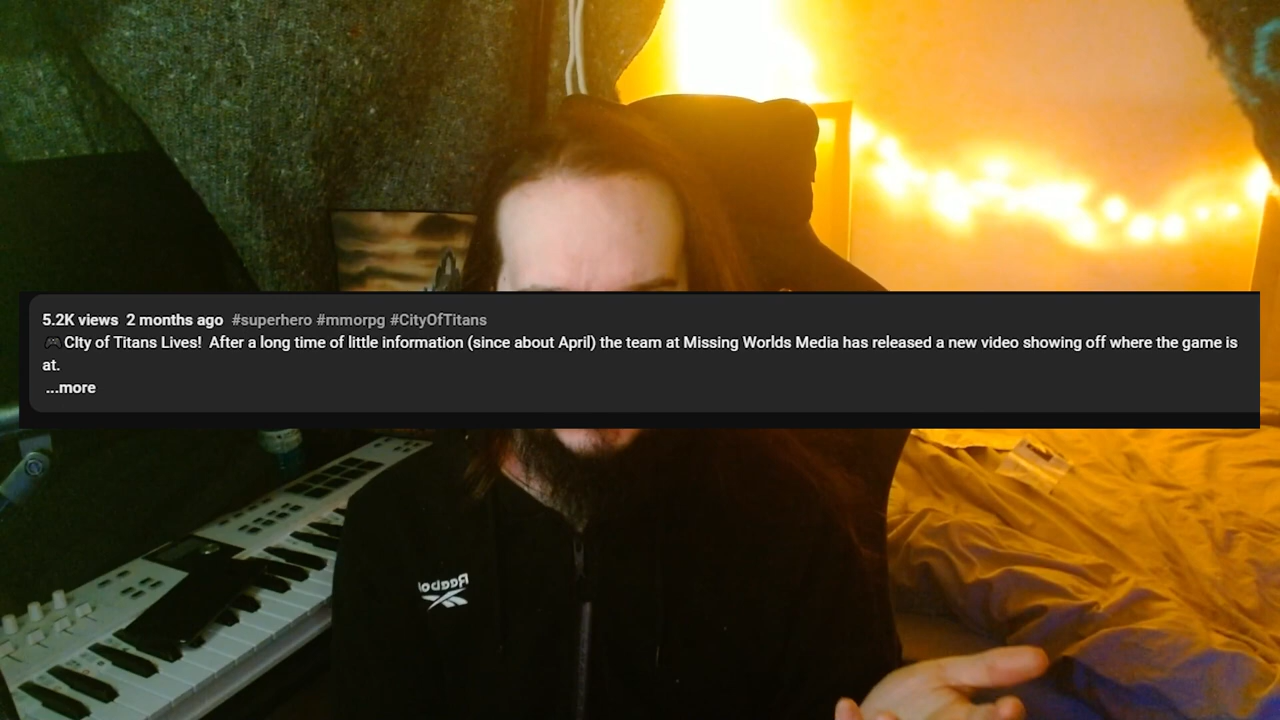 5.2K views 2 months ago #superhero #mmorpg #CityOfTitans
🎮CIty of Titans Lives! After a long time of little information (since about April) the team at Missing Worlds Media has released a new video showing off where the game is
at.
...more
Reebok